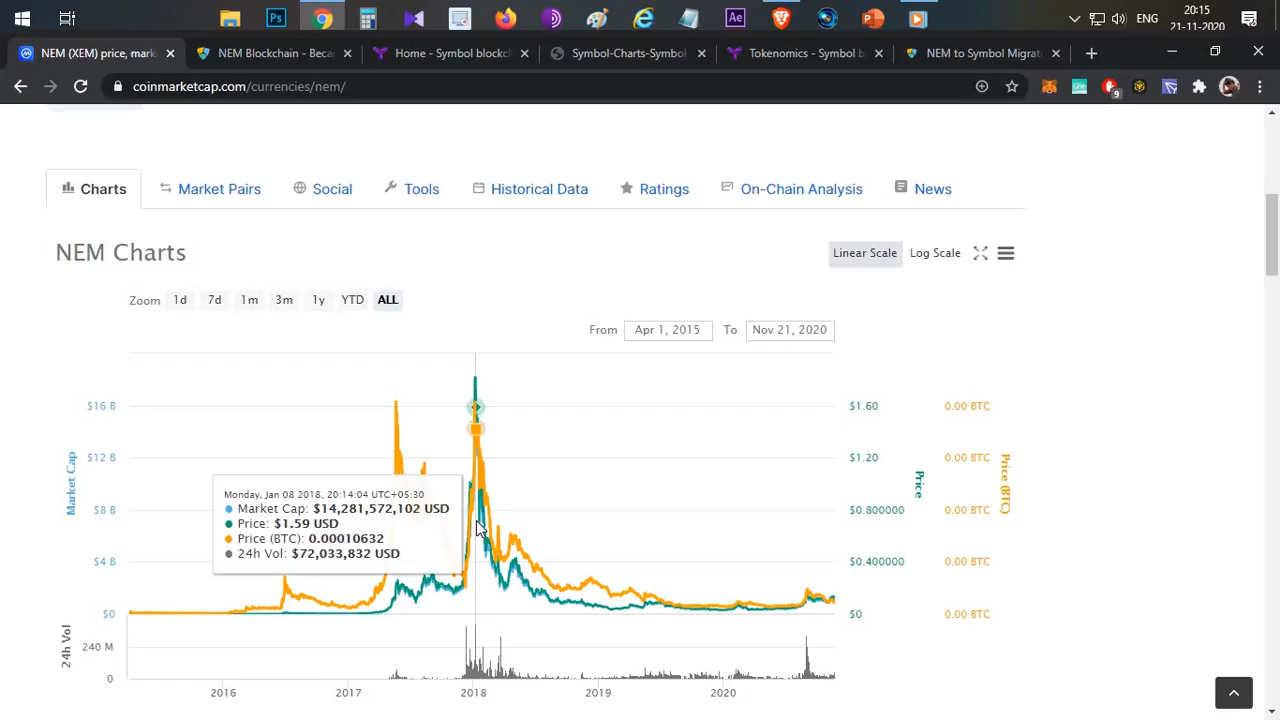 ENG
20:15
21-11-2020
NEM (XEM) price, mark
NEM Blockchain - Beca
Home - Symbol blockc
Symbol-Charts-Symbol
Tokenomics - Symbol b
NEM to Symbol Migrat
coinmarketcap.com/currencies/nem/
9
Charts
Market Pairs
Social
Tools
Historical Data
Ratings
On-Chain Analysis
News
NEM Charts
Linear Scale
Log Scale
Zoom 1d 7d 1m 3m 1y YTD ALL
From Apr 1, 2015 To Nov 21, 2020
$16 B
$12 B
$8 B
$4 B
$0
Market Cap
Monday, Jan 08 2018, 20:14:04 UTC+05:30
Market Cap: $14,281,572,102 USD
Price: $1.59 USD
Price (BTC): 0.00010632
24h Vol: $72,033,832 USD
$1.60
$1.20
$0.800000
$0.400000
$0
Price
0.00 BTC
0.00 BTC
0.00 BTC
0.00 BTC
0.00 BTC
Price (BTC)
24h Vol
240 M
0
2016 2017 2018 2019 2020